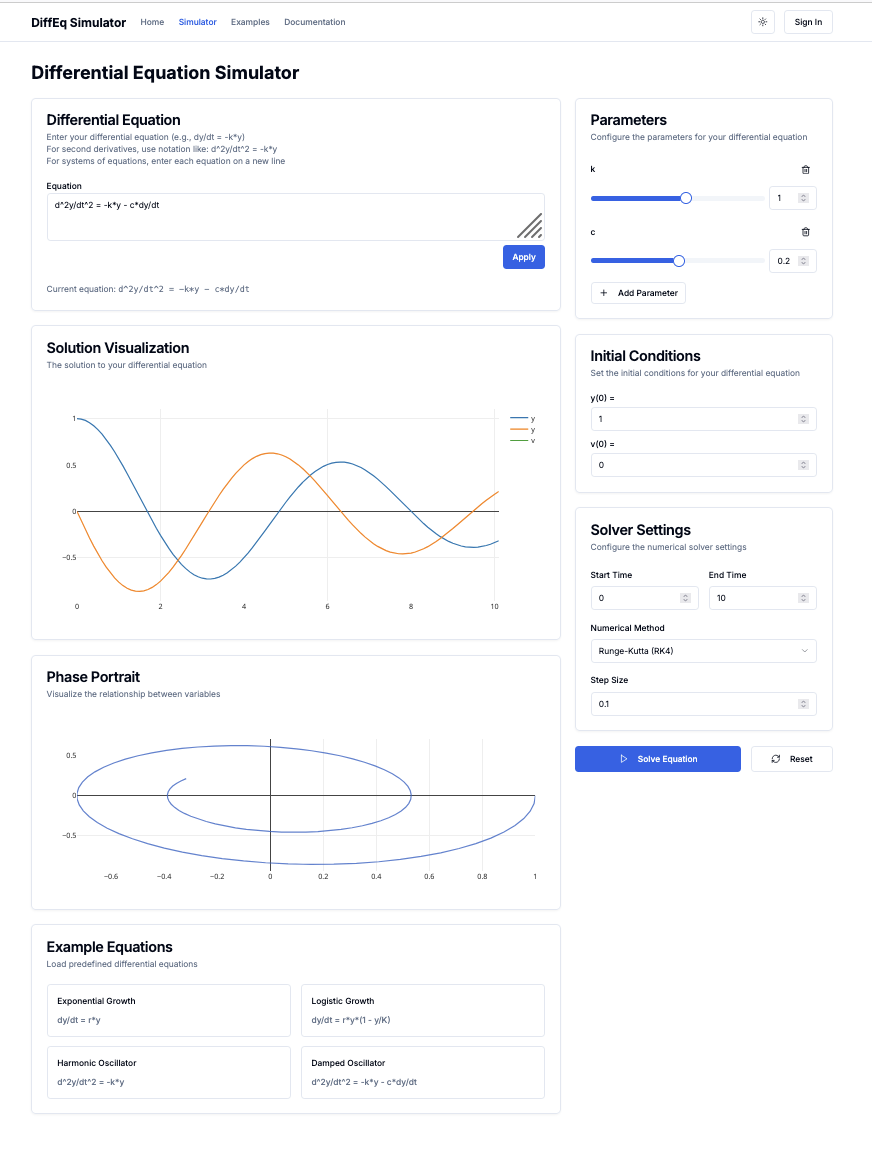 DiffEq Simulator Home Simulator Examples Documentation Sign In
Differential Equation Simulator
Differential Equation
Enter your differential equation (e.g., dy/dt = -k*y)
For second derivatives, use notation like: d^2y/dt^2 = -k*y
For systems of equations, enter each equation on a new line
Equation
d^2y/dt^2 = -k*y - c*dy/dt
Apply
Current equation: d^2y/dt^2 = -k*y - c*dy/dt
Solution Visualization
The solution to your differential equation
1
0.5
0
−0.5
0 2 4 6 8 10
y
y
v
Phase Portrait
Visualize the relationship between variables
0.5
0
−0.5
−0.6 −0.4 −0.2 0 0.2 0.4 0.6 0.8 1
Example Equations
Load predefined differential equations
Exponential Growth
dy/dt = r*y
Logistic Growth
dy/dt = r*y*(1 - y/K)
Harmonic Oscillator
d^2y/dt^2 = -k*y
Damped Oscillator
d^2y/dt^2 = -k*y - c*dy/dt
Parameters
Configure the parameters for your differential equation
k
1
c
0.2
Add Parameter
Initial Conditions
Set the initial conditions for your differential equation
y(0) =
1
v(0) =
0
Solver Settings
Configure the numerical solver settings
Start Time End Time
0 10
Numerical Method
Runge-Kutta (RK4)
Step Size
0.1
Solve Equation Reset